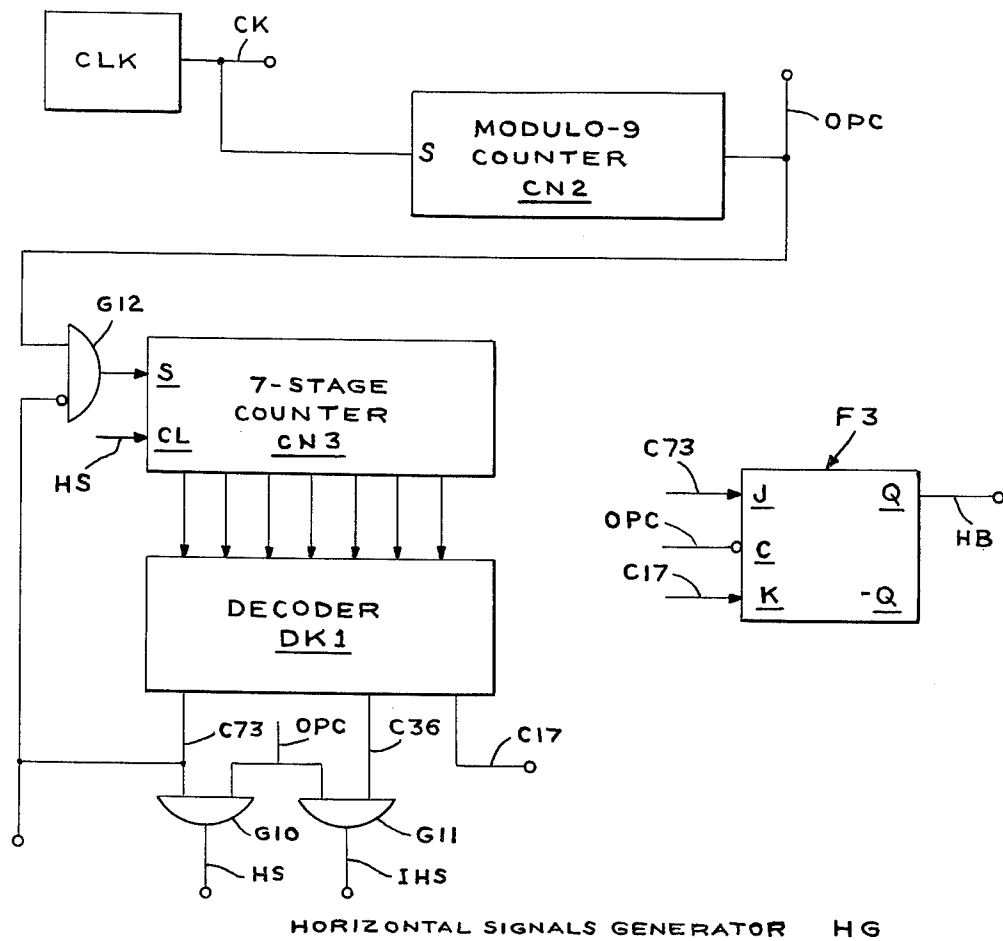 CLK
CK
OPC
S
MODULO-9
COUNTER
CN2
G12
S
7-STAGE
COUNTER
CN3
CL
HS
F3
C73
J
Q
OPC
C
HB
C17
K
-Q
DECODER
DK1
C73
OPC
C36
C17
G10
G11
HS
IHS
HORIZONTAL SIGNALS GENERATOR HG